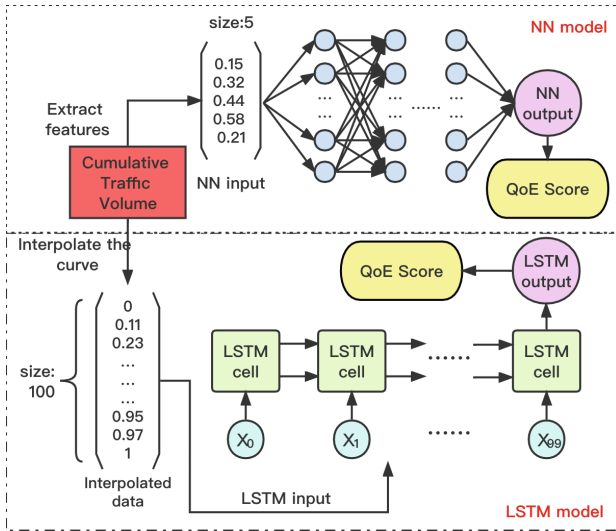 size:5
NN model
0.15
0.32
0.44
0.58
0.21
...
...
...
...
......
NN
output
Extract
features
NN input
Cumulative
Traffic
Volume
QoE Score
Interpolate the
curve
QoE Score
LSTM
output
0
0.11
0.23
...
...
...
0.95
0.97
1
size:
100
LSTM
cell
LSTM
cell
......
LSTM
cell
X0
X1
......
X99
Interpolated
data
LSTM input
LSTM model